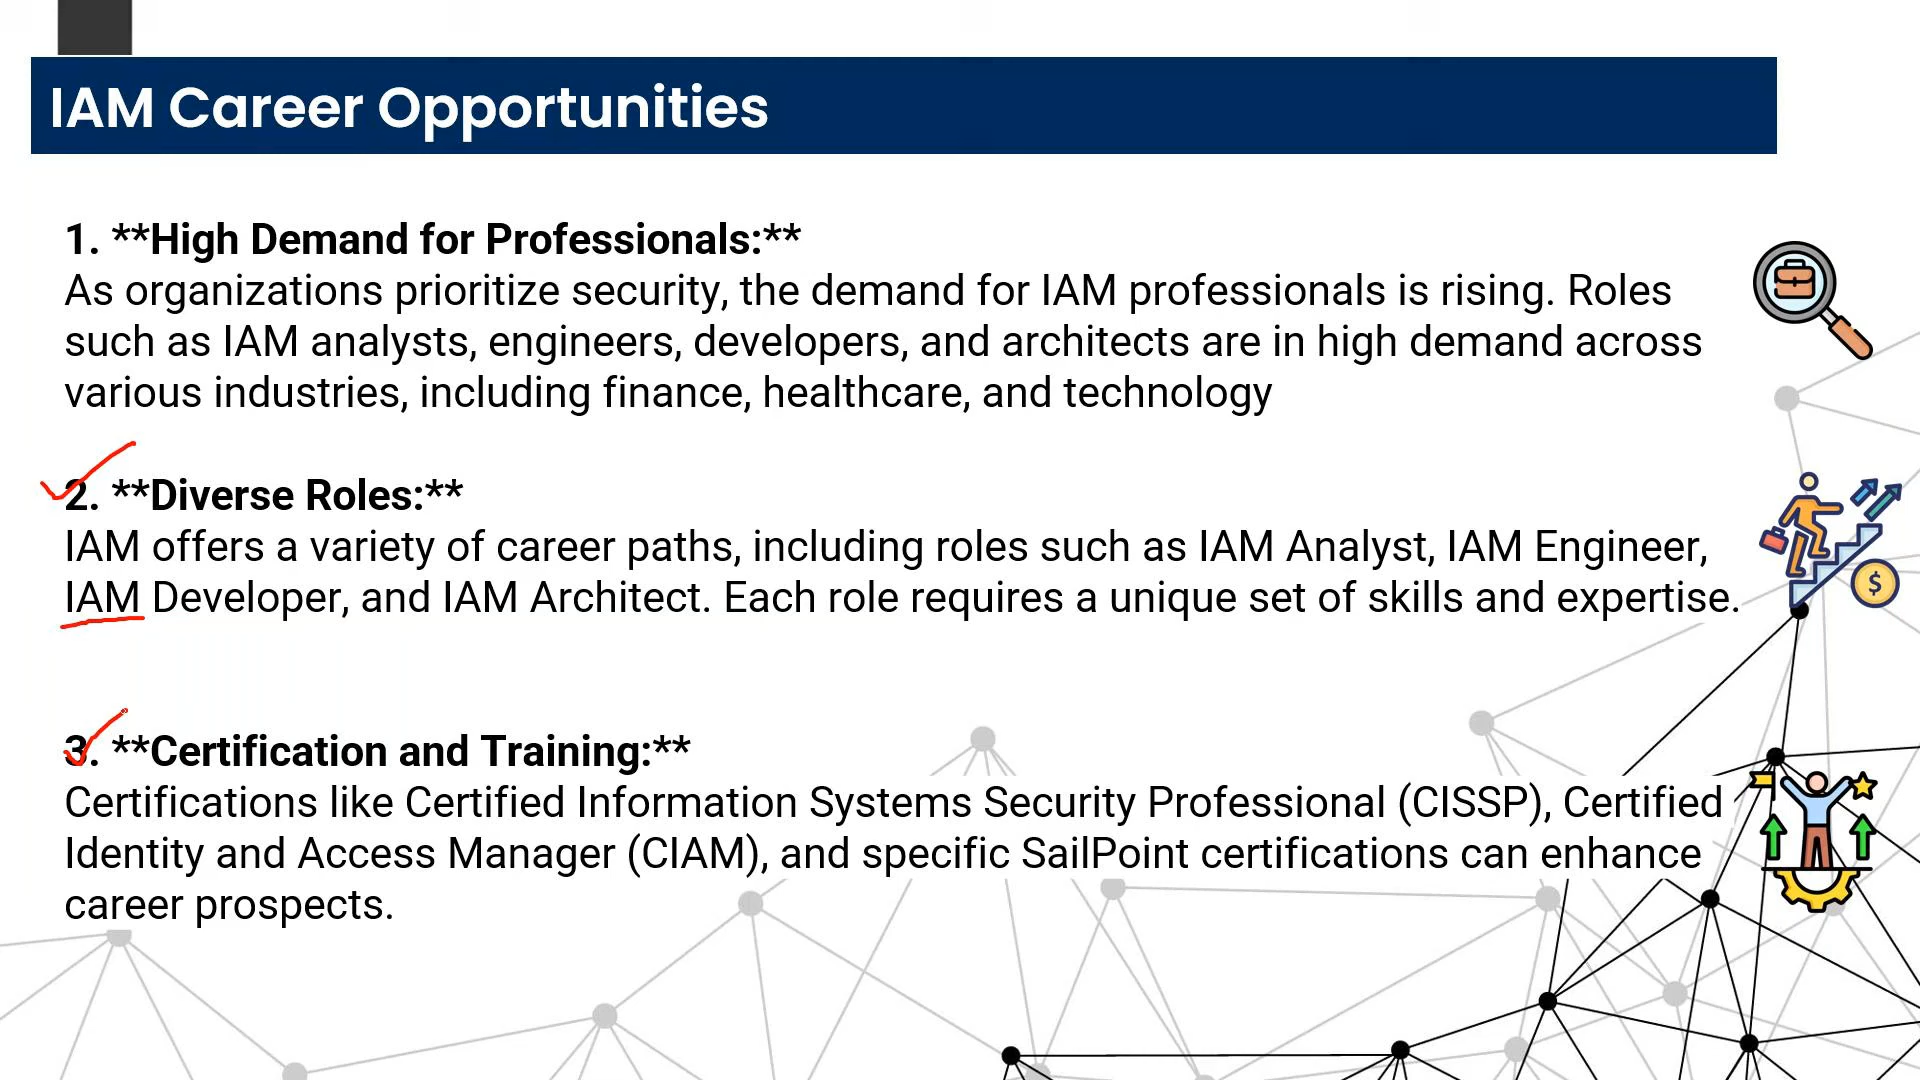 IAM Career Opportunities
1. **High Demand for Professionals:**
As organizations prioritize security, the demand for IAM professionals is rising. Roles
such as IAM analysts, engineers, developers, and architects are in high demand across
various industries, including finance, healthcare, and technology
2. **Diverse Roles:**
IAM offers a variety of career paths, including roles such as IAM Analyst, IAM Engineer,
IAM Developer, and IAM Architect. Each role requires a unique set of skills and expertise.
$
3. **Certification and Training:**
Certifications like Certified Information Systems Security Professional (CISSP), Certified
Identity and Access Manager (CIAM), and specific SailPoint certifications can enhance
career prospects.